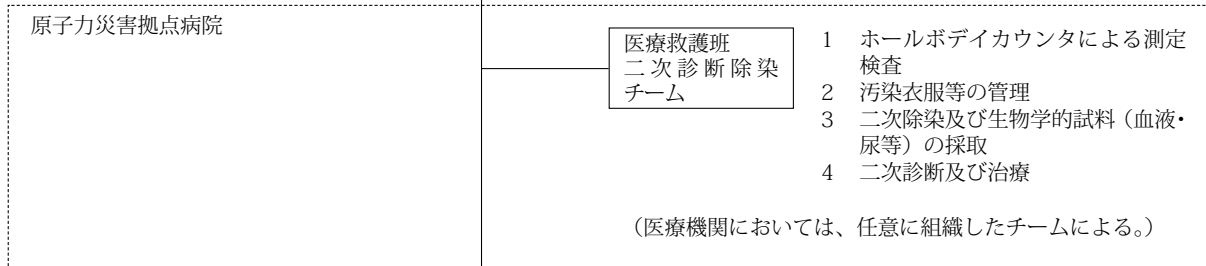 原子力災害拠点病院
医療救護班
二次診断除染
チーム
1 ホールボデイカウンタによる測定
検査
2 汚染衣服等の管理
3 二次除染及び生物学的試料（血液・
尿等）の採取
4 二次診断及び治療
（医療機関においては、任意に組織したチームによる。）